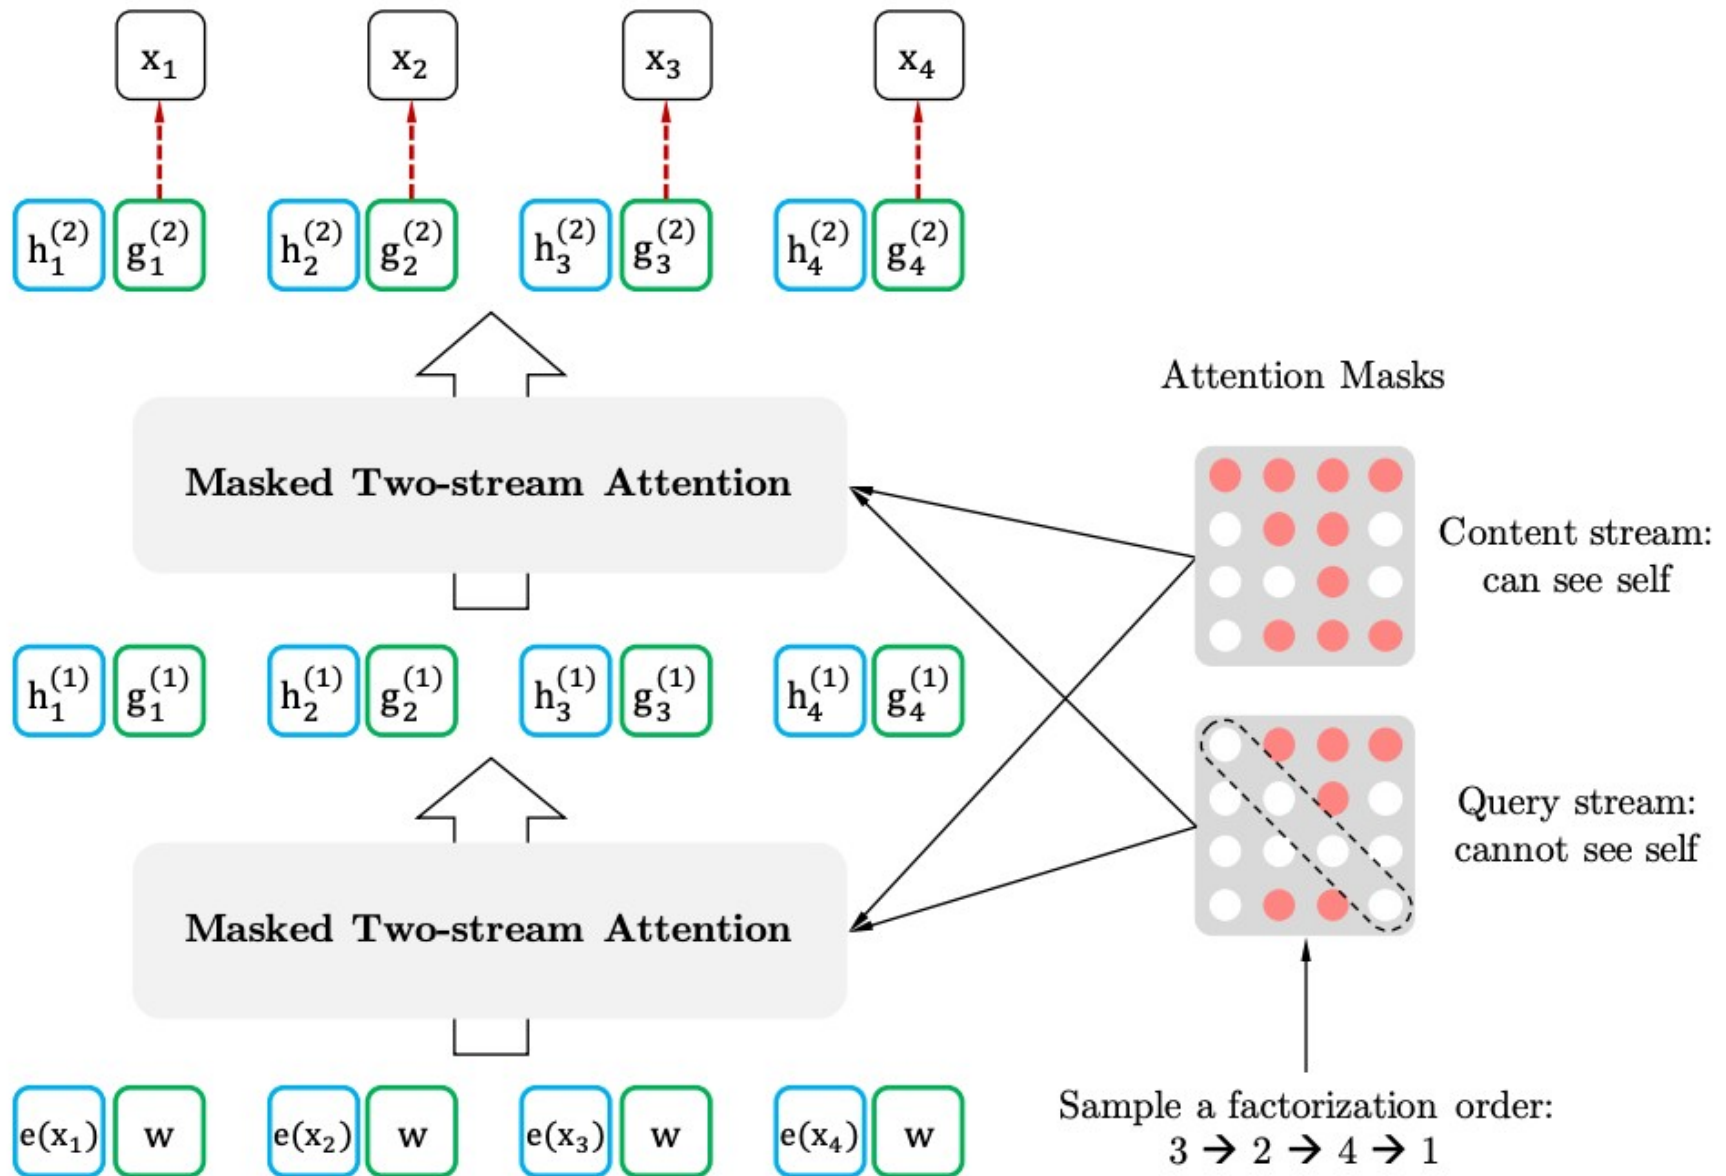 x₁ x₂ x₃ x₄
h₁⁽²⁾ g₁⁽²⁾ h₂⁽²⁾ g₂⁽²⁾ h₃⁽²⁾ g₃⁽²⁾ h₄⁽²⁾ g₄⁽²⁾
Attention Masks
Masked Two-stream Attention
Content stream:
can see self
h₁⁽¹⁾ g₁⁽¹⁾ h₂⁽¹⁾ g₂⁽¹⁾ h₃⁽¹⁾ g₃⁽¹⁾ h₄⁽¹⁾ g₄⁽¹⁾
Query stream:
cannot see self
Masked Two-stream Attention
e(x₁) w e(x₂) w e(x₃) w e(x₄) w
Sample a factorization order:
3 → 2 → 4 → 1